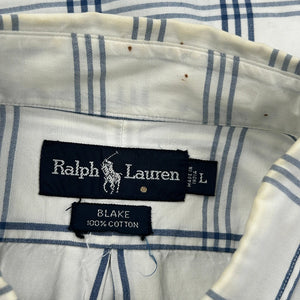 Ralph Lauren
MADE IN
L
BLAKE
100% COTTON